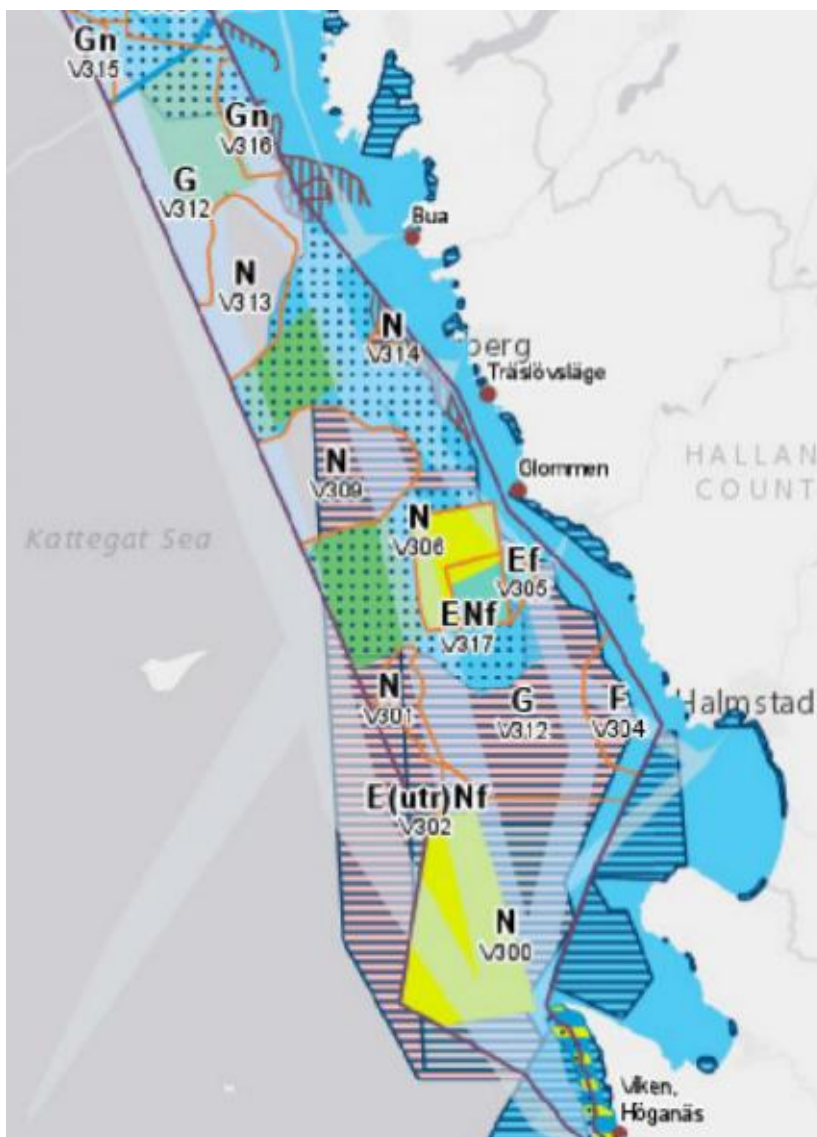 Gn
V315
Gn
V316
G
V312
Bua
N
V313
N
V314
berg
Träslövsläge
HALLAN
COUNT
N
V309
Glommen
N
V306
Kattegat Sea
Ef
V305
ENf
V317
N
V301
G
V312
F
V304
Halmstad
E(utr)Nf
V302
N
V300
Viken,
Höganäs